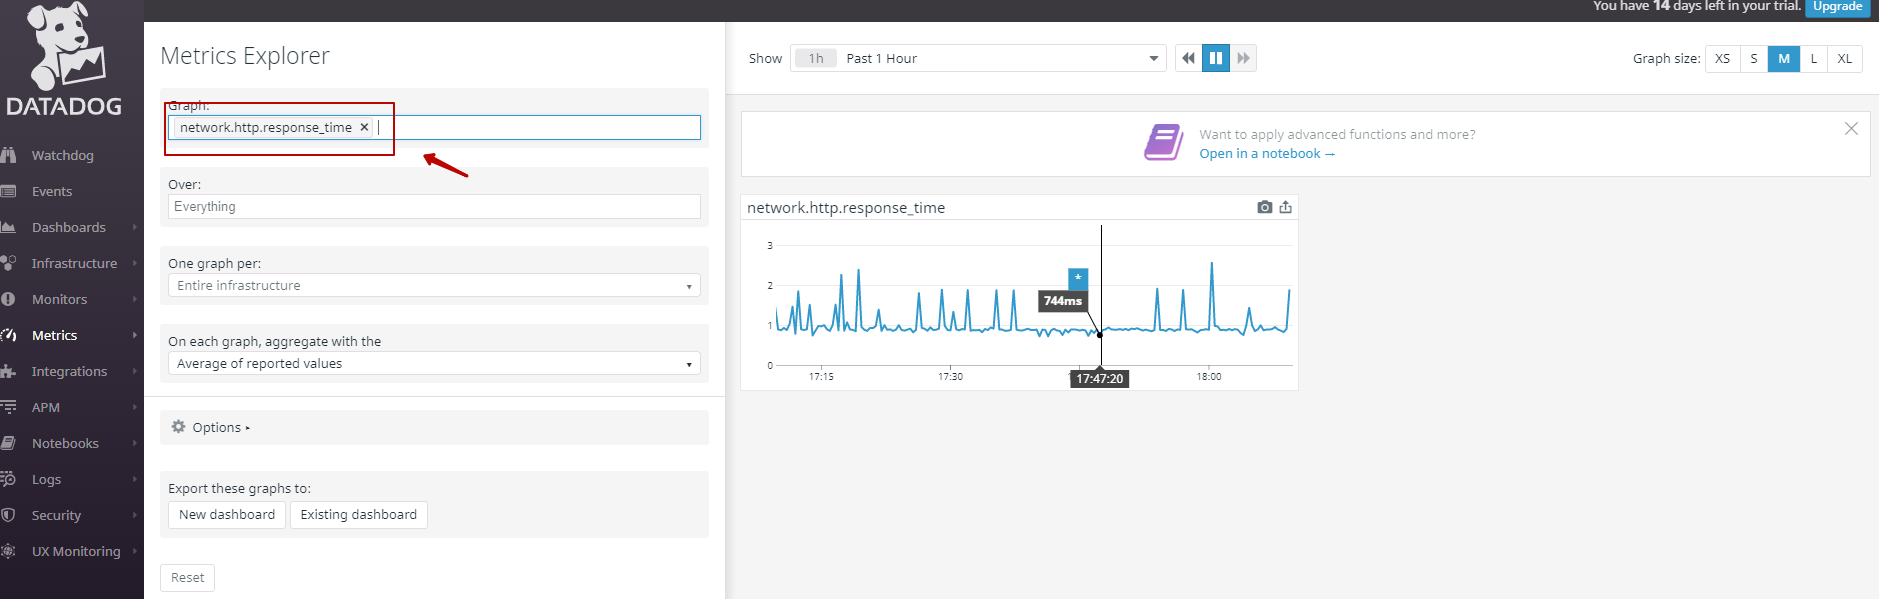 You have 14 days left in your trial. Upgrade
DATADOG
Watchdog
Events
Dashboards
Infrastructure
Monitors
Metrics
Integrations
APM
Notebooks
Logs
Security
UX Monitoring
Metrics Explorer
Graph:
network.http.response_time ×
Over:
Everything
One graph per:
Entire infrastructure
On each graph, aggregate with the
Average of reported values
Options
Export these graphs to:
New dashboard Existing dashboard
Reset
Show 1h Past 1 Hour
Graph size: XS S M L XL
Want to apply advanced functions and more?
Open in a notebook →
network.http.response_time
3
2
1
0
*
744ms
17:15 17:30 17:47:20 18:00